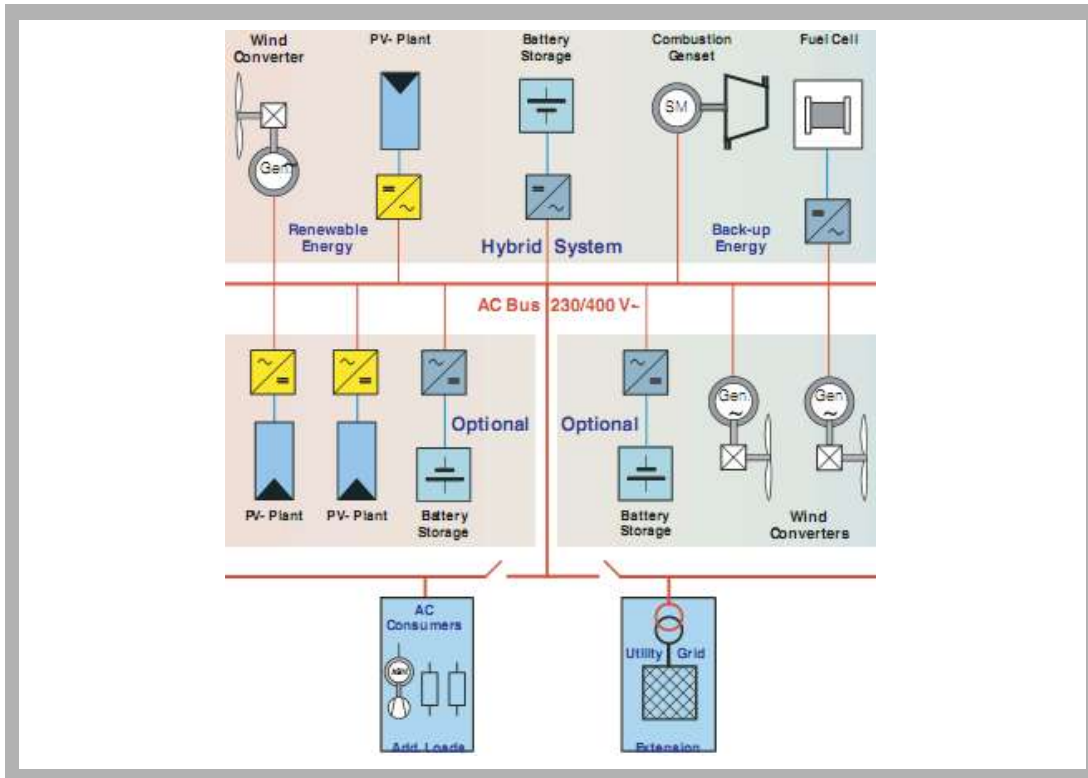 Wind
Converter
PV- Plant
Battery
Storage
Combustion
Genset
Fuel Cell
SM
Gen.
Renewable
Energy
Hybrid System
Back-up
Energy
AC Bus 230/400 V~
Gen.
Gen.
Optional
Optional
PV- Plant
PV- Plant
Battery
Storage
Battery
Storage
Wind
Converters
AC
Consumers
Utility Grid
Add. Loads
Extension